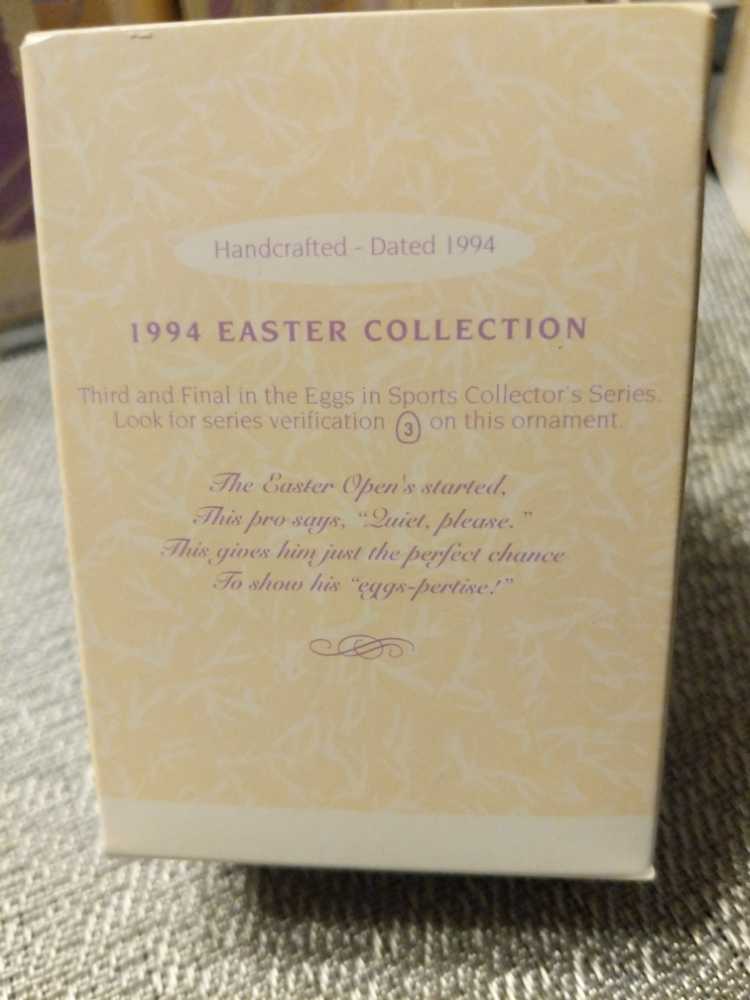 Handcrafted - Dated 1994
1994 EASTER COLLECTION
Third and Final in the Eggs in Sports Collector's Series.
Look for series verification 3 on this ornament.
The Easter Open's started,
This pro says, "Quiet, please."
This gives him just the perfect chance
To show his "eggs-pertise!"